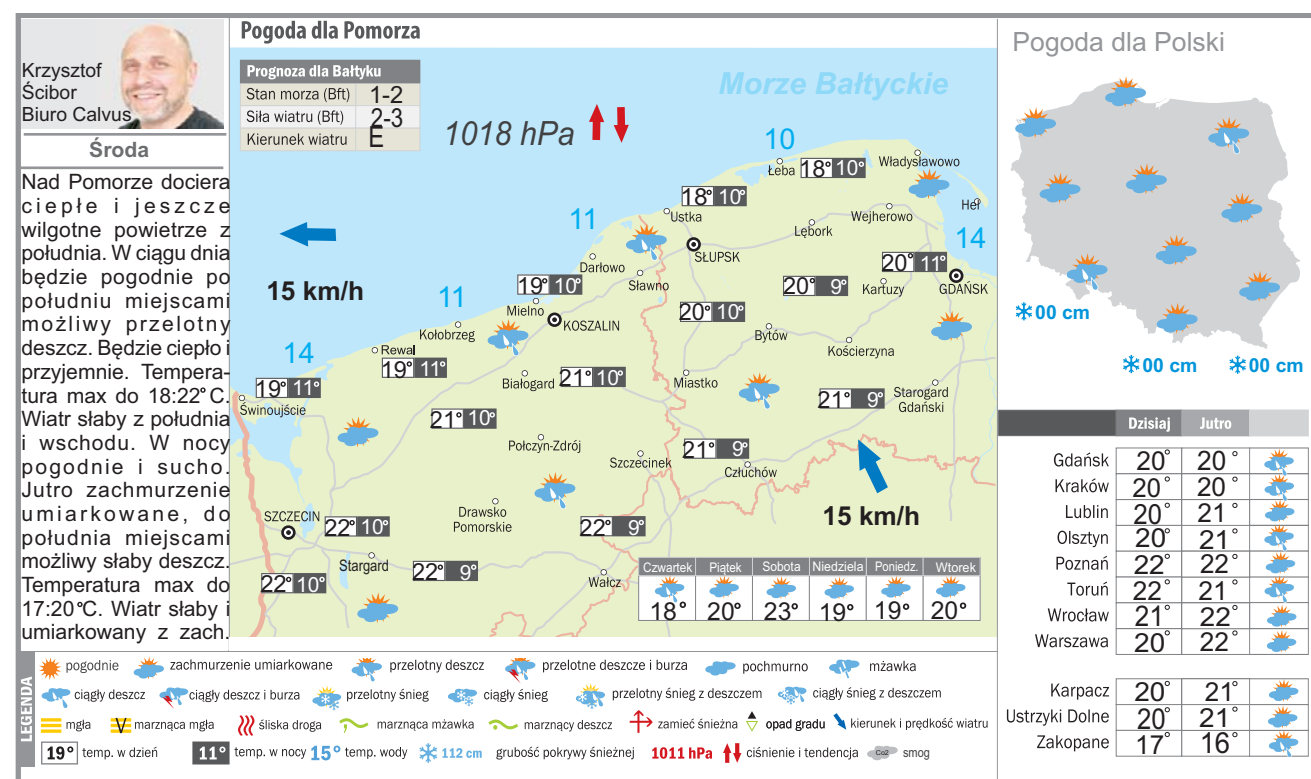 Krzysztof
Ścibor
Biuro Calvus
Środa
Nad Pomorze dociera
ciepłe i jeszcze
wilgotne powietrze z
południa. W ciągu dnia
będzie pogodnie po
południu miejscami
możliwy przelotny
deszcz. Będzie ciepło i
przyjemnie. Tempera-
tura max do 18:22°C.
Wiatr słaby z południa
i wschodu. W nocy
pogodnie i sucho.
Jutro zachmurzenie
umiarkowane, do
południa miejscami
możliwy słaby deszcz.
Temperatura max do
17:20°C. Wiatr słaby i
umiarkowany z zach.
Pogoda dla Pomorza
Prognoza dla Bałtyku
Stan morza (Bft) 1-2
Siła wiatru (Bft) 2-3
Kierunek wiatru E
1018 hPa
Morze Bałtyckie
10
Łeba 18° 10°
Władysławowo
18° 10°
Ustka
Hel
11
Wejherowo
Lębork
14
SŁUPSK
20° 11°
Darłowo
GDAŃSK
15 km/h
19° 10°
Sławno
20° 9°
Kartuzy
11
Mielno
KOSZALIN
20° 10°
Kołobrzeg
Bytów
Kościerzyna
14
Rewal
19° 11°
19° 11°
Białogard 21° 10°
Miastko
Świnoujście
21° 9°
Starogard
Gdański
21° 10°
Połczyn-Zdrój
21° 9°
Szczecinek
Człuchów
Drawsko
Pomorskie
15 km/h
SZCZECIN
22° 10°
22° 9°
Stargard
22° 9°
22° 10°
Wałcz
Czwartek Piątek Sobota Niedziela Poniedz. Wtorek
18° 20° 23° 19° 19° 20°
Pogoda dla Polski
00 cm
00 cm 00 cm
Dzisiaj Jutro
Gdańsk 20° 20°
Kraków 20° 20°
Lublin 20° 21°
Olsztyn 20° 21°
Poznań 22° 22°
Toruń 22° 21°
Wrocław 21° 22°
Warszawa 20° 22°
Karpacz 20° 21°
Ustrzyki Dolne 20° 21°
Zakopane 17° 16°
LEGENDA
pogodnie zachmurzenie umiarkowane przelotny deszcz przelotne deszcze i burza pochmurno mżawka
ciągły deszcz ciągły deszcz i burza przelotny śnieg ciągły śnieg przelotny śnieg z deszczem ciągły śnieg z deszczem
mgła marznąca mgła śliska droga marznąca mżawka marznący deszcz zamieć śnieżna opad gradu kierunek i prędkość wiatru
19° temp. w dzień 11° temp. w nocy 15° temp. wody 112 cm grubość pokrywy śnieżnej 1011 hPa ciśnienie i tendencja Co2 smog